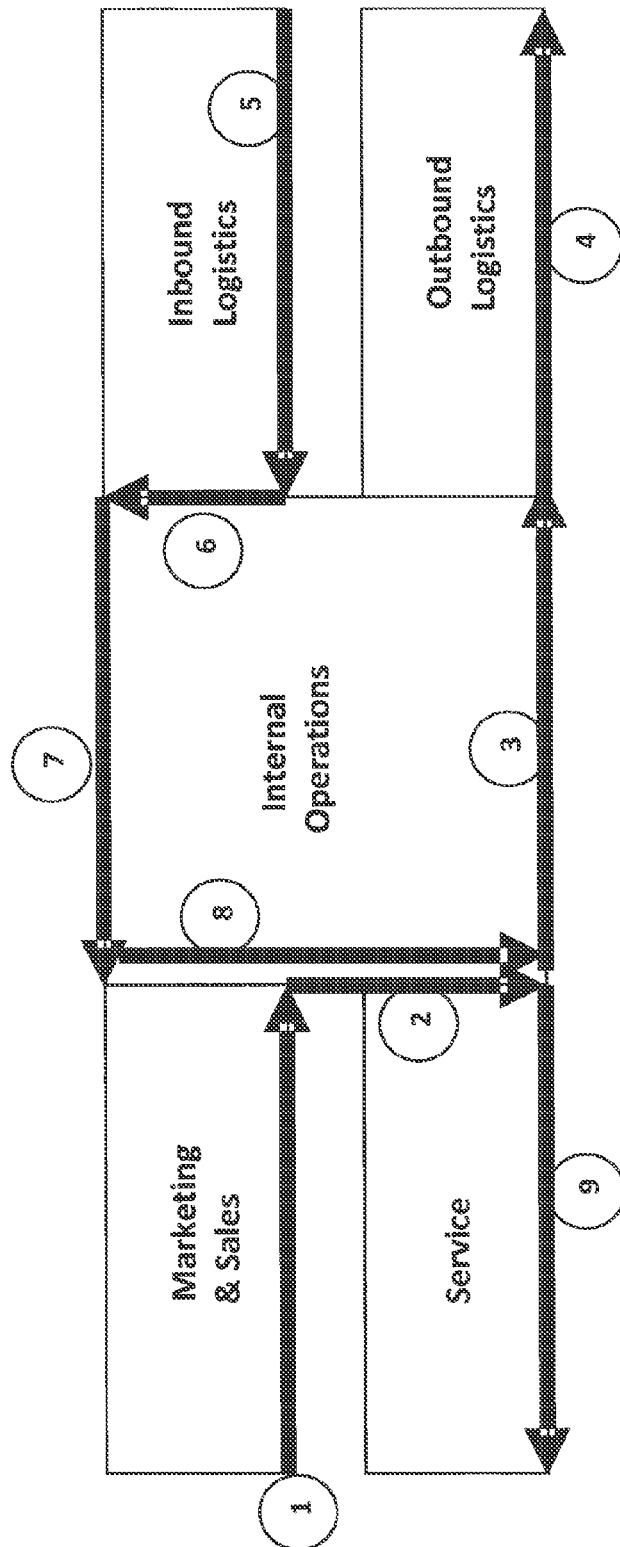 Marketing
& Sales
Service
Internal
Operations
Inbound
Logistics
Outbound
Logistics
1
2
3
4
5
6
7
8
9